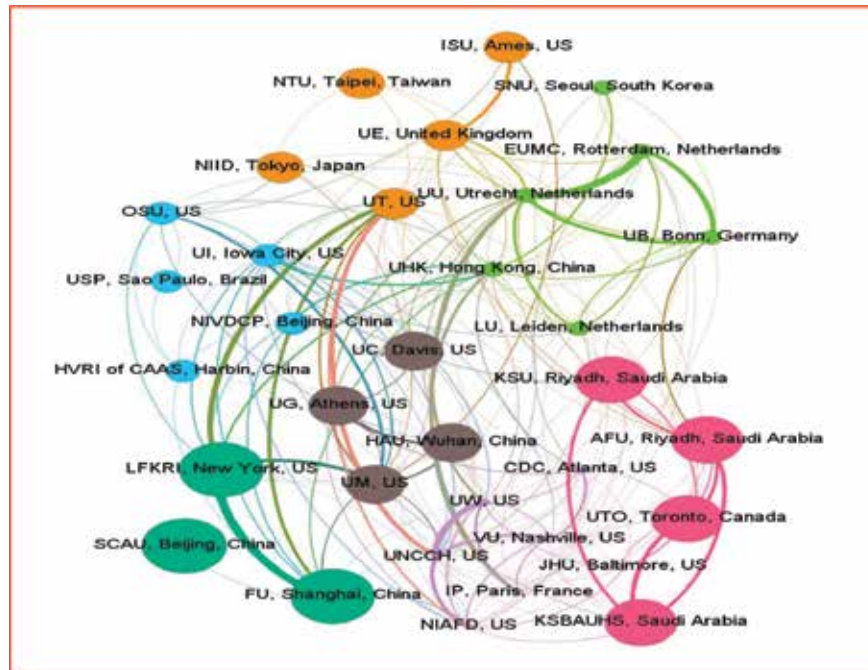 ISU, Ames, US
NTU, Taipei, Taiwan
SNU, Seoul, South Korea
UE, United Kingdom
EUMC, Rotterdam, Netherlands
NIID, Tokyo, Japan
UU, Utrecht, Netherlands
UT, US
OSU, US
UB, Bonn, Germany
UI, Iowa City, US
UHK, Hong Kong, China
USP, Sao Paulo, Brazil
NIVDCP, Beijing, China
LU, Leiden, Netherlands
UC, Davis, US
HVRI of CAAS, Harbin, China
KSU, Riyadh, Saudi Arabia
UG, Athens, US
HAU, Wuhan, China
AFU, Riyadh, Saudi Arabia
LFKRI, New York, US
CDC, Atlanta, US
UM, US
UW, US
UTO, Toronto, Canada
VU, Nashville, US
SCAU, Beijing, China
UNCCH, US
JHU, Baltimore, US
IP, Paris, France
FU, Shanghai, China
NIAFD, US
KSBAUHS, Saudi Arabia